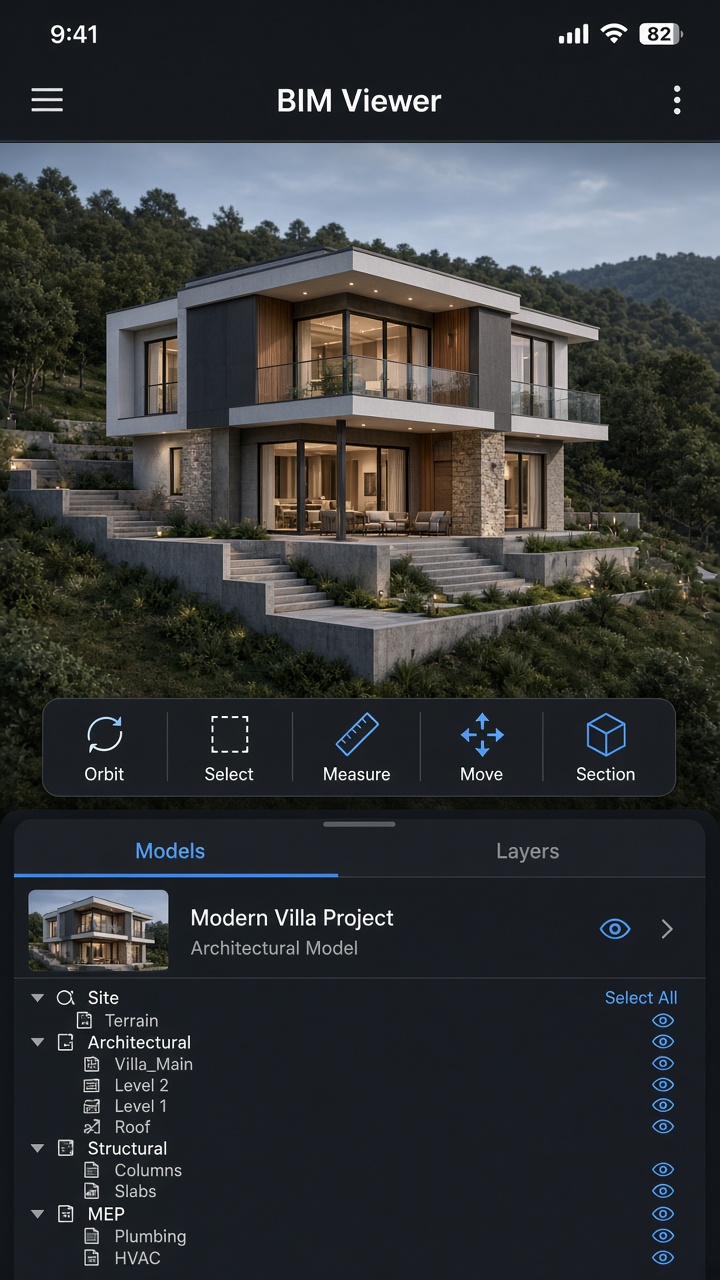 9:41
82
BIM Viewer
Orbit
Select
Measure
Move
Section
Models
Layers
Modern Villa Project
Architectural Model
Site
Select All
Terrain
Architectural
Villa_Main
Level 2
Level 1
Roof
Structural
Columns
Slabs
MEP
Plumbing
HVAC